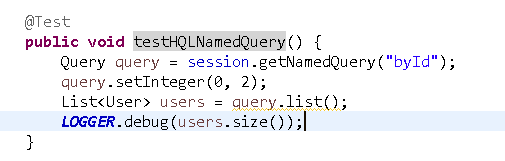 @Test
public void testHQLNamedQuery() {
Query query = session.getNamedQuery("byId");
query.setInteger(0, 2);
List<User> users = query.list();
LOGGER.debug(users.size());
}